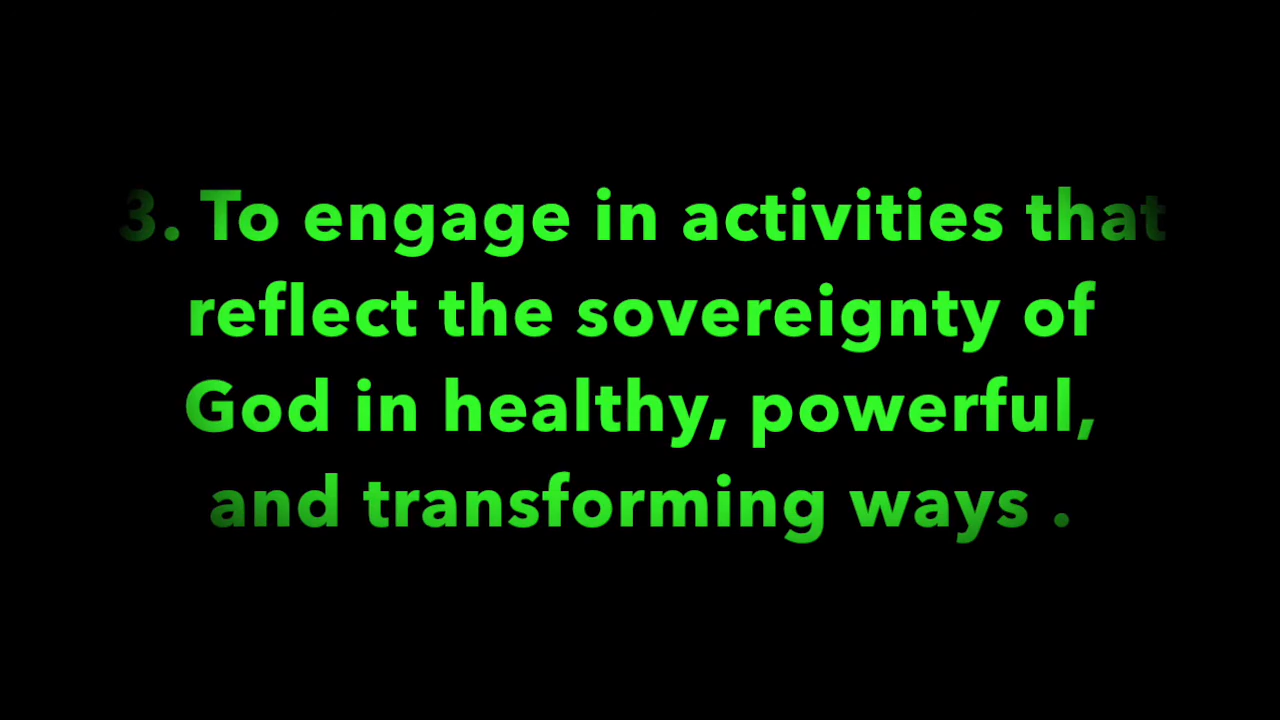 3. To engage in activities that
reflect the sovereignty of
God in healthy, powerful,
and transforming ways .